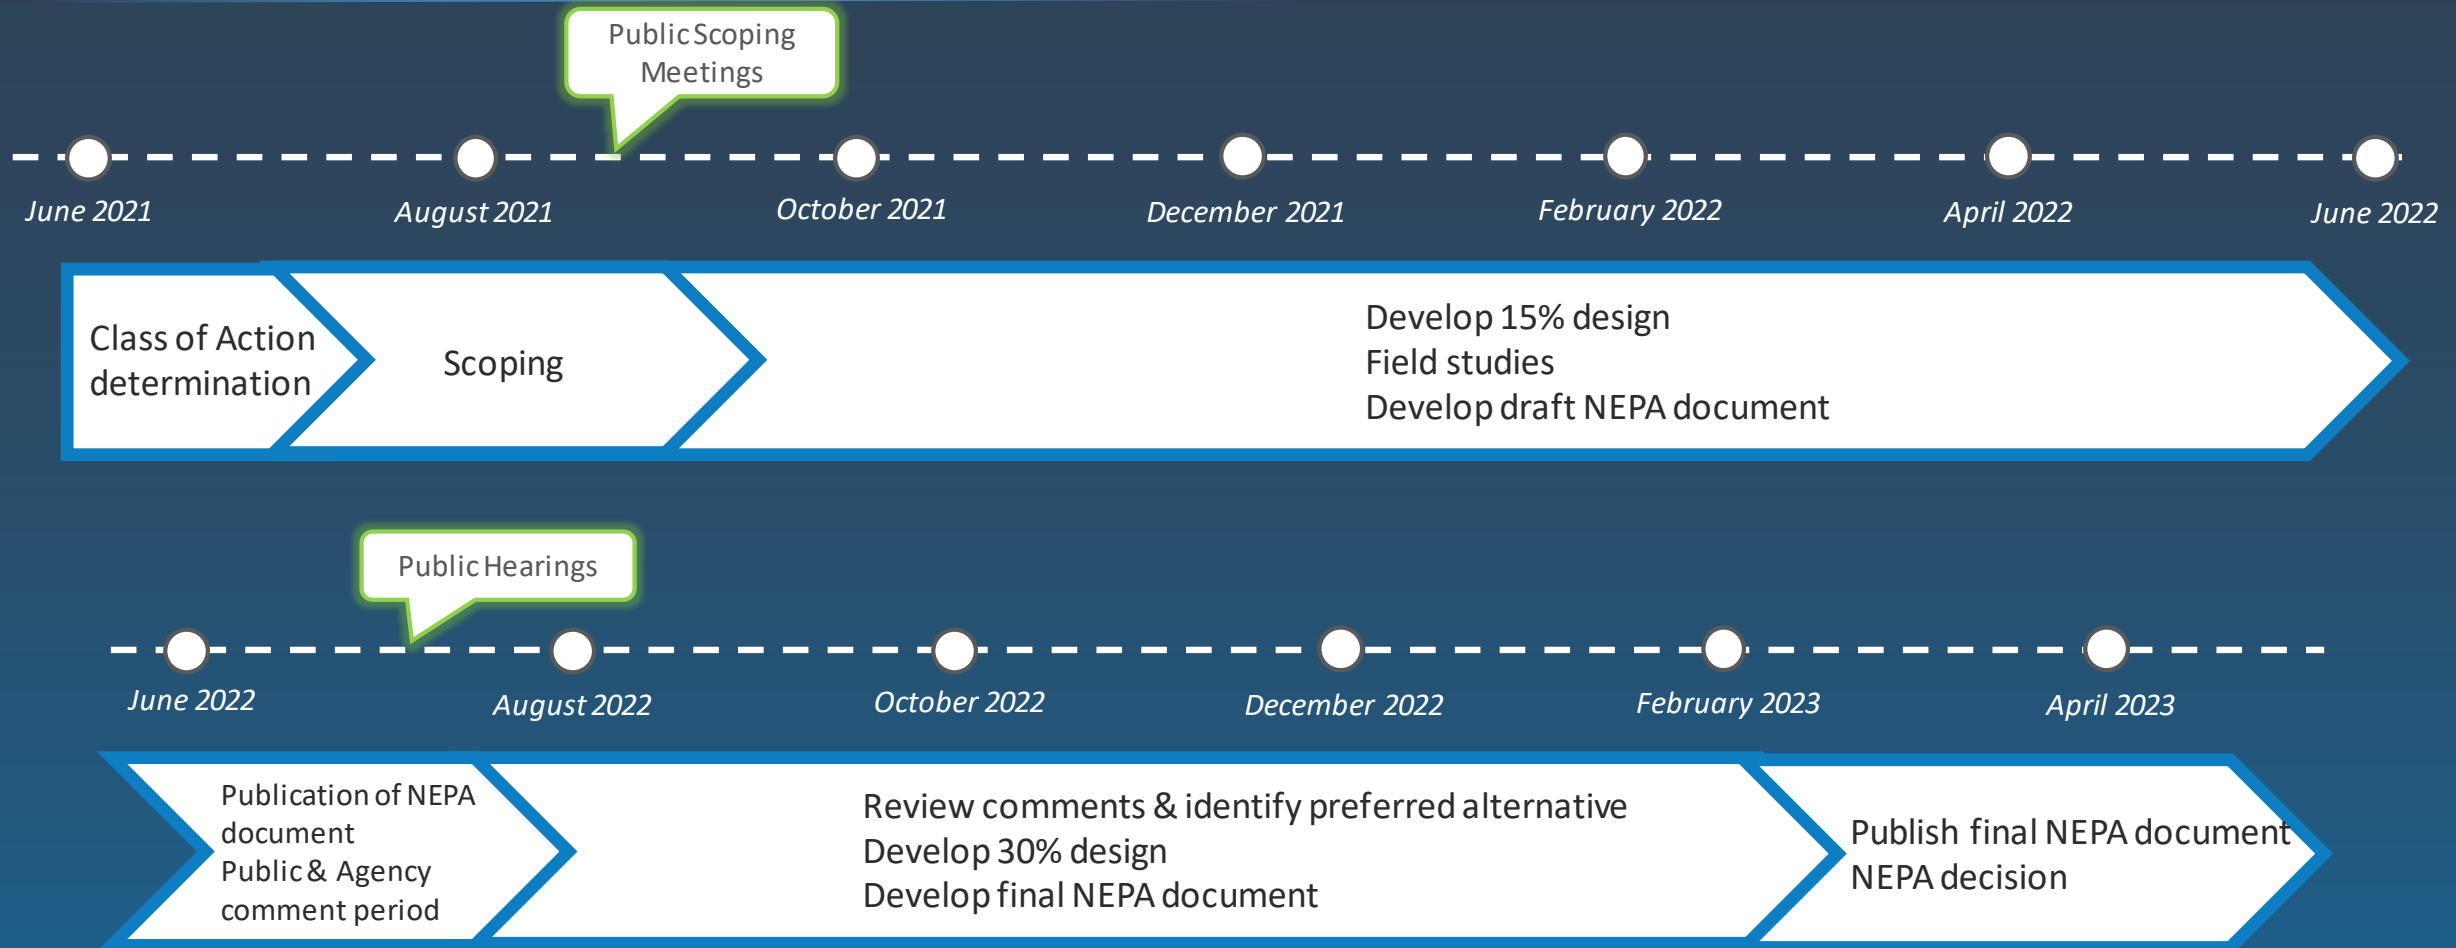 Public Scoping
Meetings
June 2021
August 2021
October 2021
December 2021
February 2022
April 2022
June 2022
Class of Action
determination
Scoping
Develop 15% design
Field studies
Develop draft NEPA document
Public Hearings
June 2022
August 2022
October 2022
December 2022
February 2023
April 2023
Publication of NEPA
document
Public & Agency
comment period
Review comments & identify preferred alternative
Develop 30% design
Develop final NEPA document
Publish final NEPA document
NEPA decision